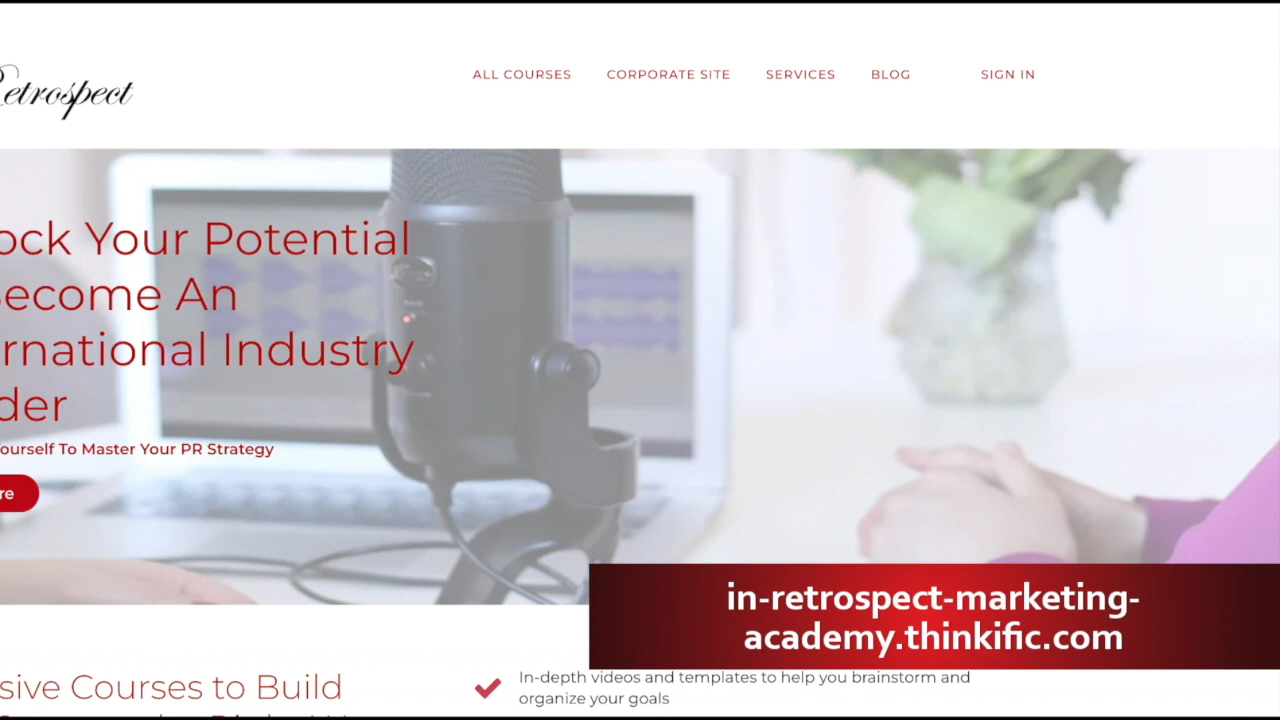 Retrospect
ALL COURSES CORPORATE SITE SERVICES BLOG SIGN IN
ock Your Potential
Become An
rnational Industry
der
ourself To Master Your PR Strategy
re
in-retrospect-marketing-
academy.thinkific.com
sive Courses to Build
In-depth videos and templates to help you brainstorm and
organize your goals